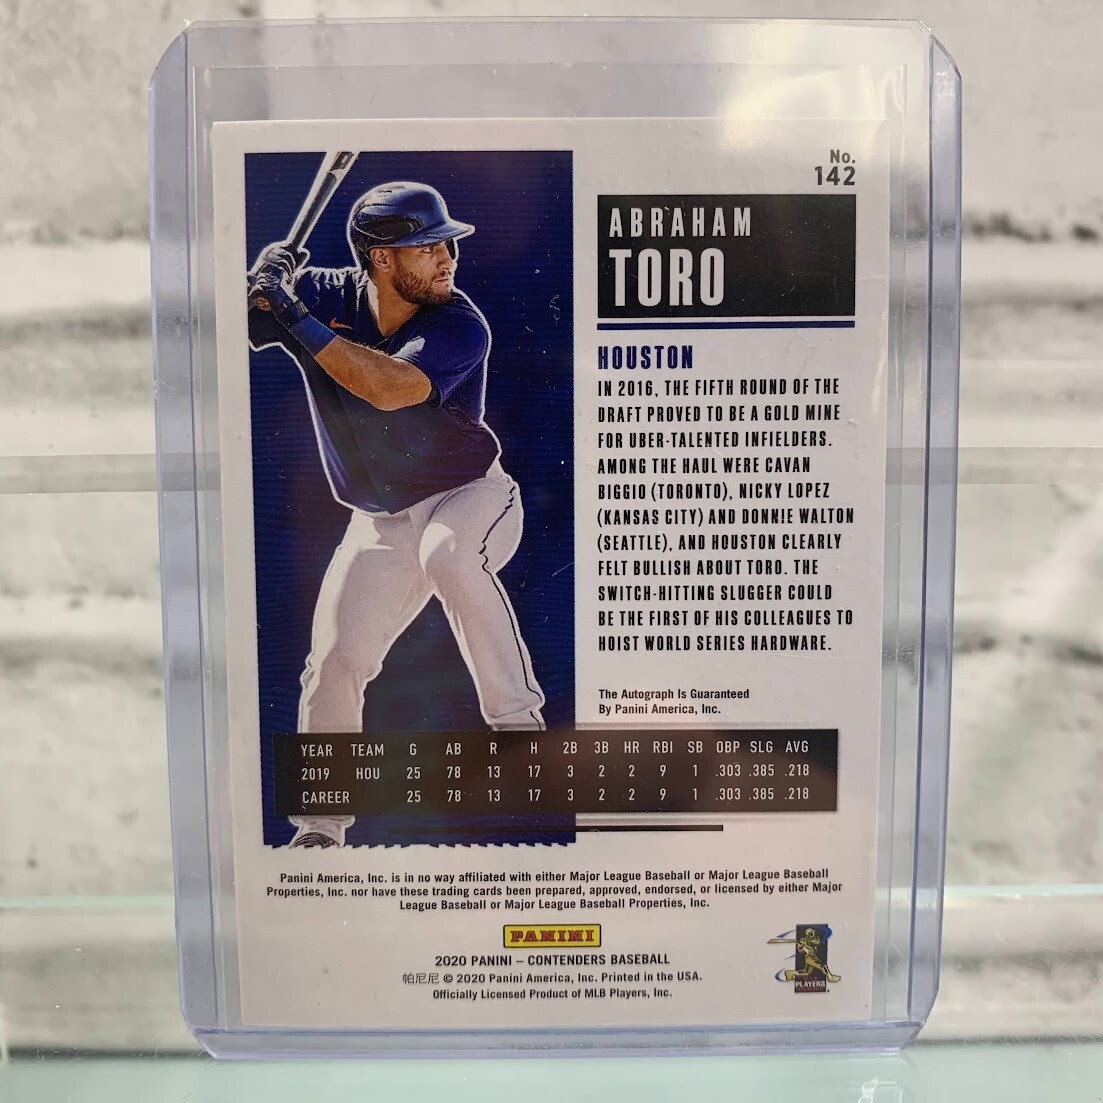 No.
142
ABRAHAM
TORO
HOUSTON
IN 2016, THE FIFTH ROUND OF THE
DRAFT PROVED TO BE A GOLD MINE
FOR UBER-TALENTED INFIELDERS.
AMONG THE HAUL WERE CAVAN
BIGGIO (TORONTO), NICKY LOPEZ
(KANSAS CITY) AND DONNIE WALTON
(SEATTLE), AND HOUSTON CLEARLY
FELT BULLISH ABOUT TORO. THE
SWITCH-HITTING SLUGGER COULD
BE THE FIRST OF HIS COLLEAGUES TO
HOIST WORLD SERIES HARDWARE.
The Autograph Is Guaranteed
By Panini America, Inc.
YEAR TEAM G AB R H 2B 3B HR RBI SB OBP SLG AVG
2019 HOU 25 78 13 17 3 2 2 9 1 .303 .385 .218
CAREER 25 78 13 17 3 2 2 9 1 .303 .385 .218
Panini America, Inc. is in no way affiliated with either Major League Baseball or Major League Baseball
Properties, Inc. nor have these trading cards been prepared, approved, endorsed, or licensed by either Major
League Baseball or Major League Baseball Properties, Inc.
PANINI
2020 PANINI – CONTENDERS BASEBALL
帕尼尼 © 2020 Panini America, Inc. Printed in the USA.
Officially Licensed Product of MLB Players, Inc.
PLAYERS